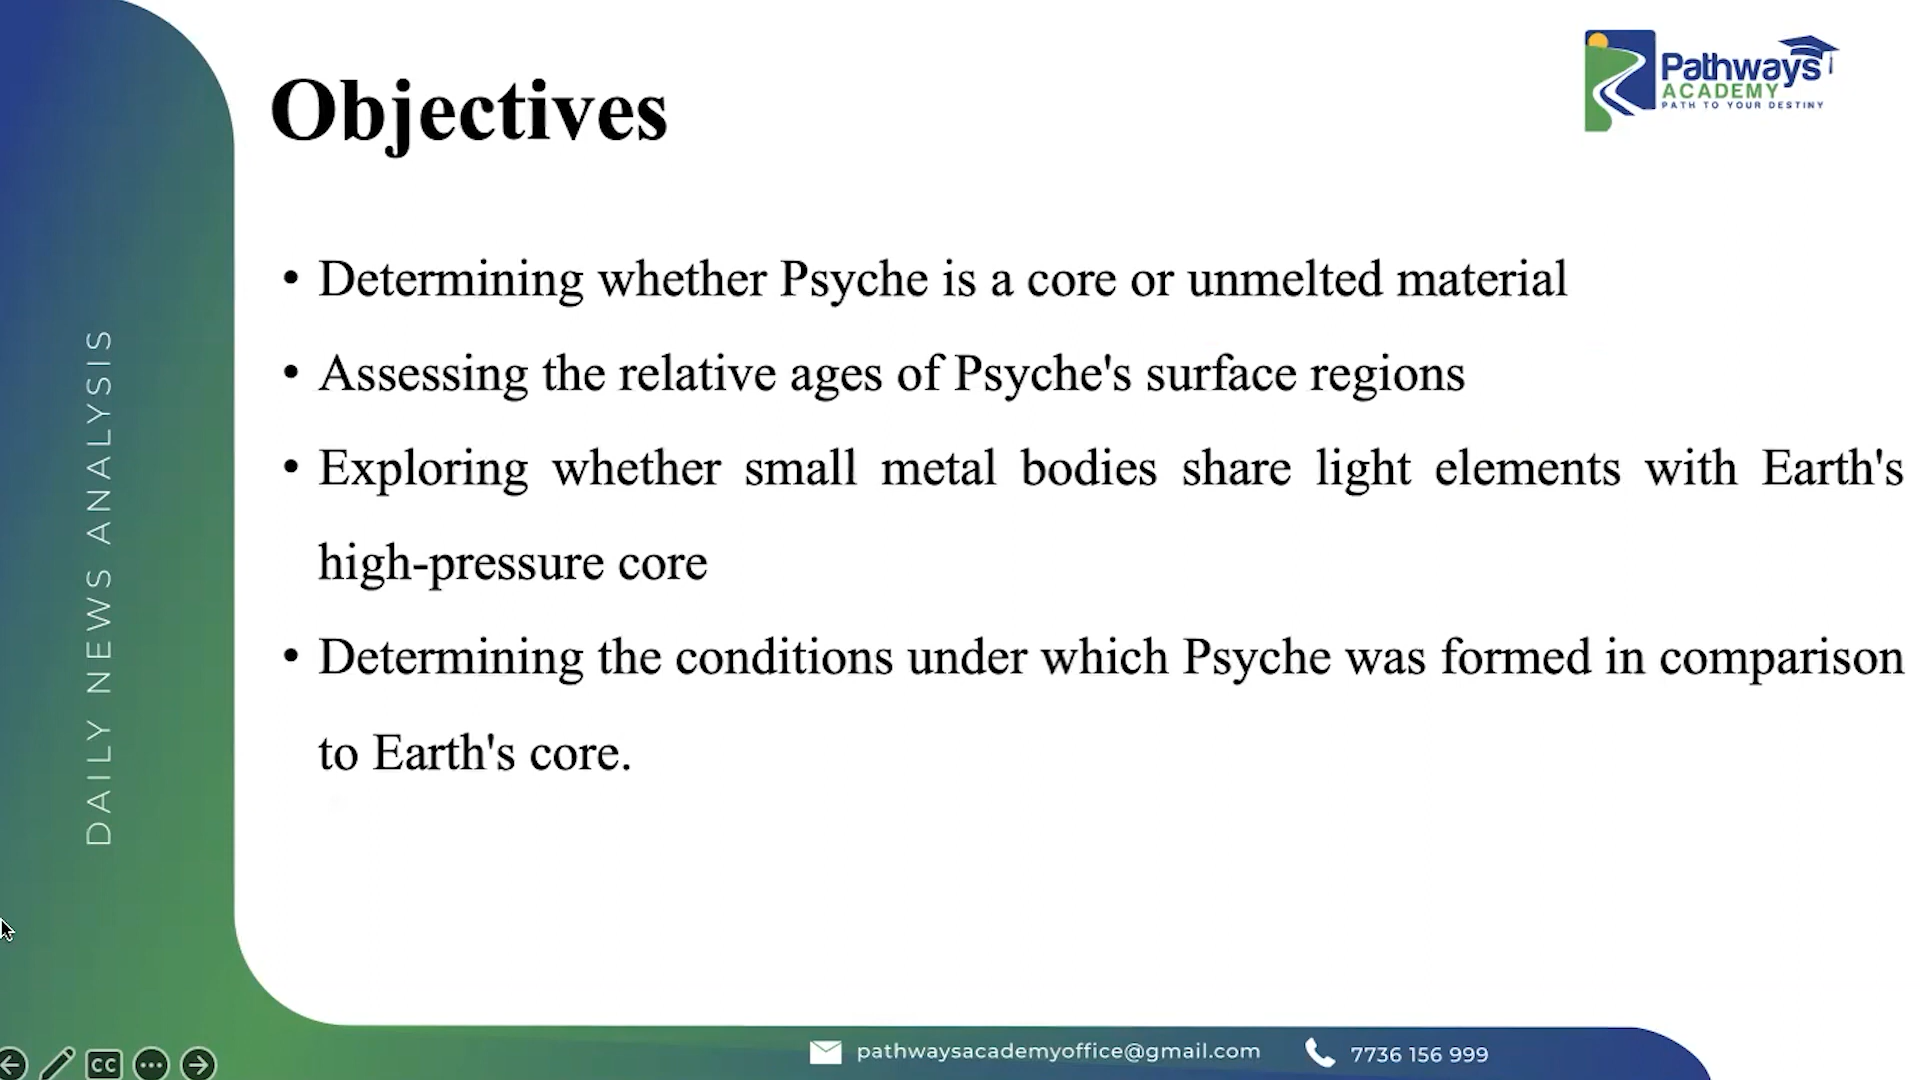 Objectives
Pathways
ACADEMY
PATH TO YOUR DESTINY
• Determining whether Psyche is a core or unmelted material
• Assessing the relative ages of Psyche's surface regions
• Exploring whether small metal bodies share light elements with Earth's
high-pressure core
• Determining the conditions under which Psyche was formed in comparison
to Earth's core.
DAILY NEWS ANALYSIS
CC
pathwaysacademyoffice@gmail.com
7736 156 999